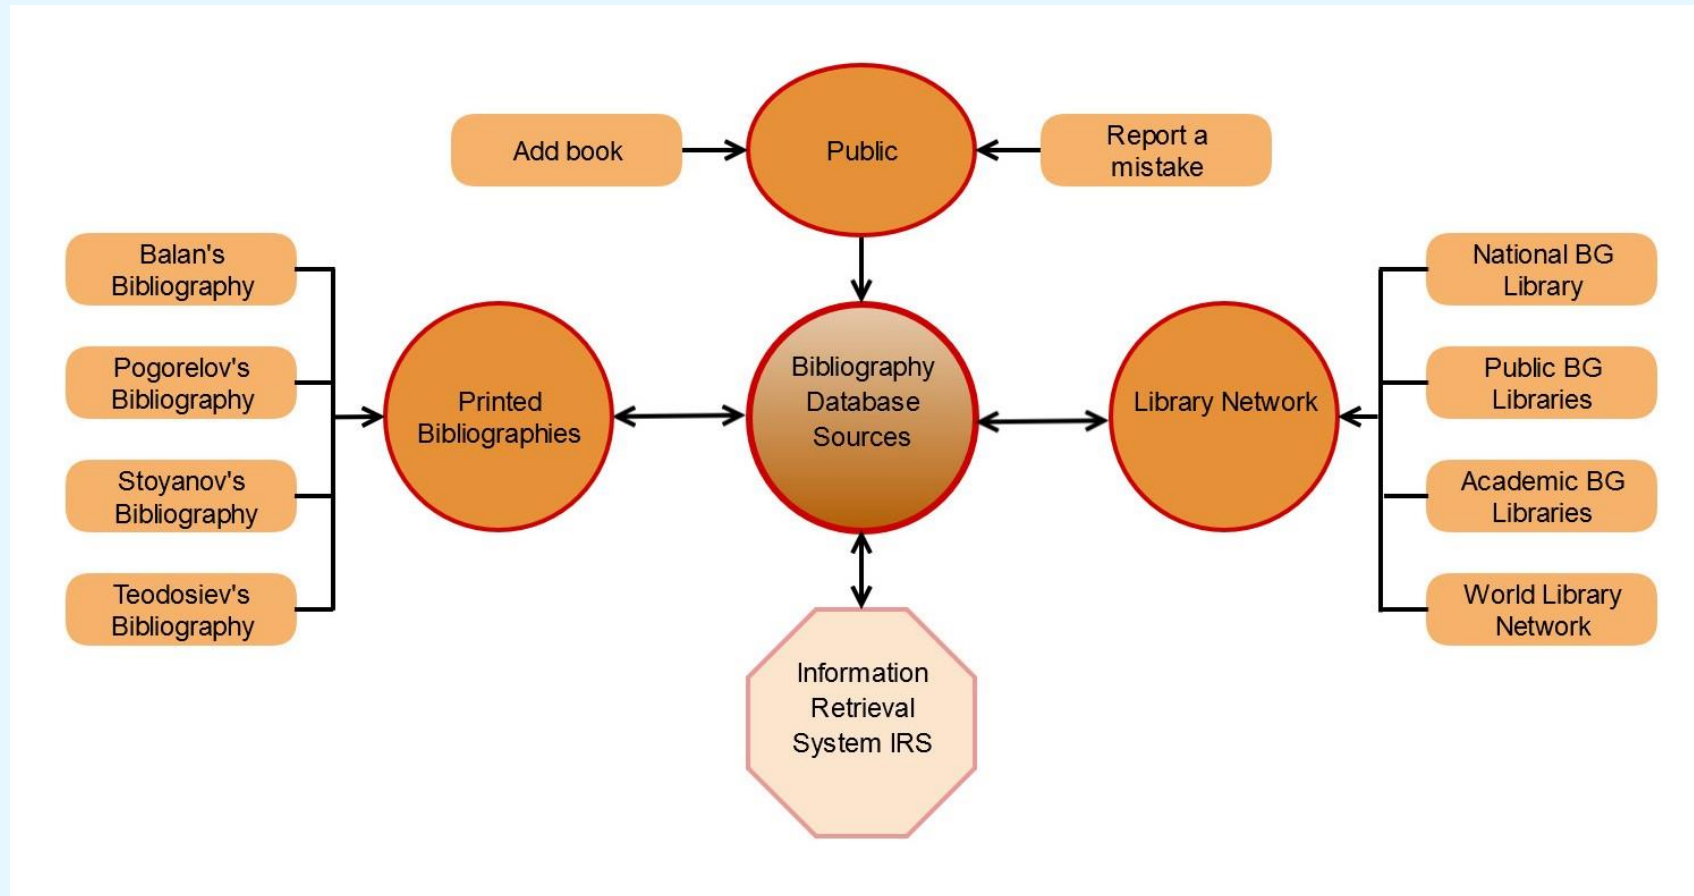 Add book
Public
Report a
mistake
Balan's
Bibliography
Pogorelov's
Bibliography
Stoyanov's
Bibliography
Teodosiev's
Bibliography
Printed
Bibliographies
Bibliography
Database
Sources
Library Network
National BG
Library
Public BG
Libraries
Academic BG
Libraries
World Library
Network
Information
Retrieval
System IRS